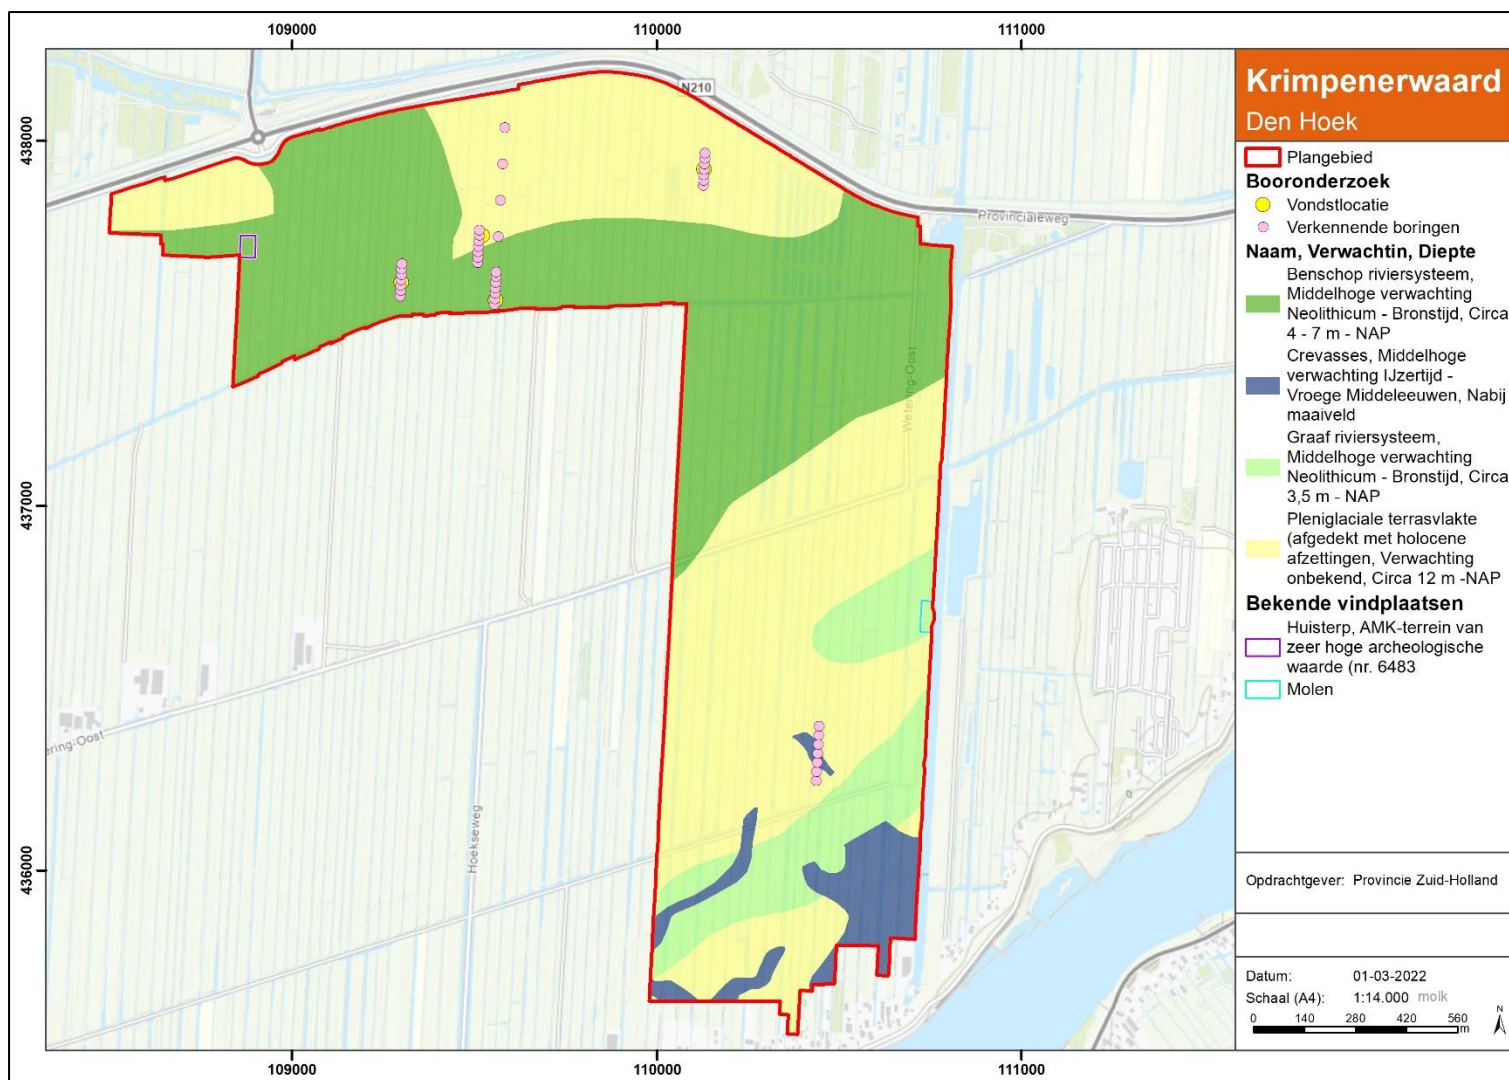 109000
110000
111000
438000
437000
436000
N210
Provincialeweg
Wetering-Oost
ering-Oost
Hoekseweg
109000
110000
111000
Krimpenerwaard
Den Hoek
Plangebied
Booronderzoek
Vondstlocatie
Verkennende boringen
Naam, Verwachtin, Diepte
Benschop riviersysteem,
Middelhoge verwachting
Neolithicum - Bronstijd, Circa
4 - 7 m - NAP
Crevasses, Middelhoge
verwachting IJzertijd -
Vroege Middeleeuwen, Nabij
maaiveld
Graaf riviersysteem,
Middelhoge verwachting
Neolithicum - Bronstijd, Circa
3,5 m - NAP
Pleniglaciale terrasvlakte
(afgedekt met holocene
afzettingen, Verwachting
onbekend, Circa 12 m -NAP
Bekende vindplaatsen
Huisterp, AMK-terrein van
zeer hoge archeologische
waarde (nr. 6483
Molen
Opdrachtgever: Provincie Zuid-Holland
Datum: 01-03-2022
Schaal (A4): 1:14.000 molk
0 140 280 420 560
m
N